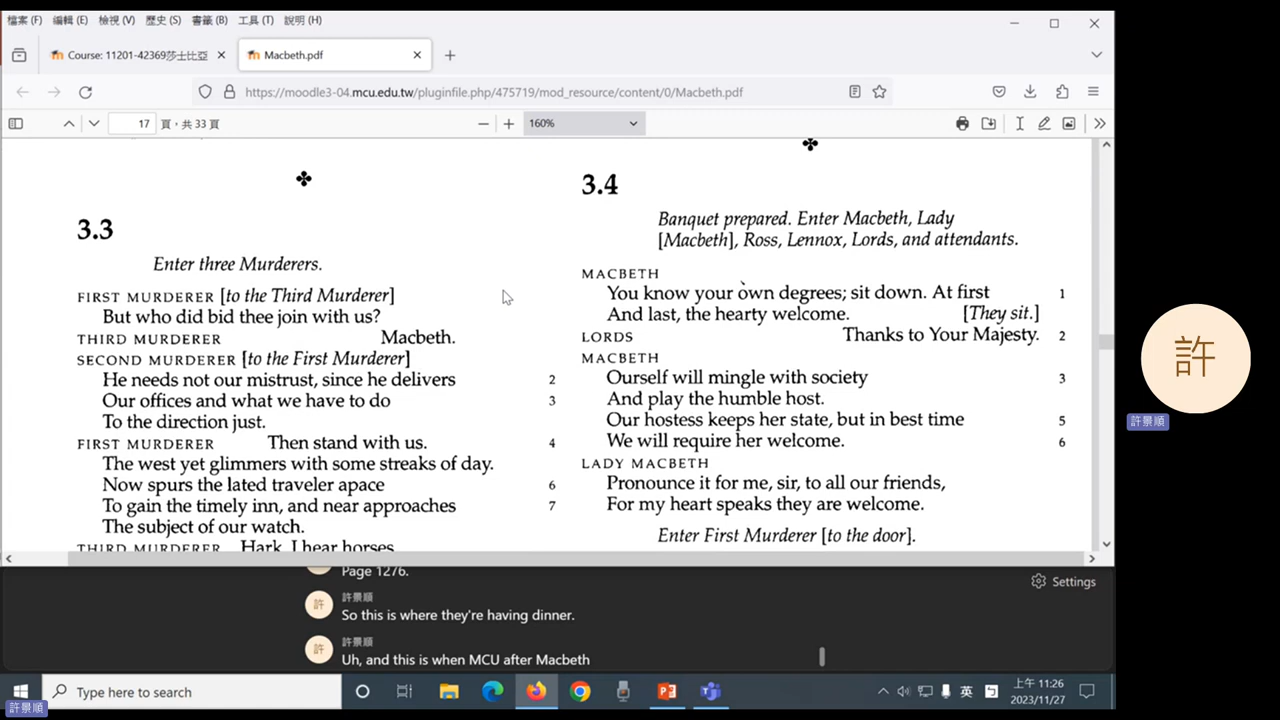 檔案 (F) 編輯 (E) 檢視 (V) 歷史 (S) 書籤 (B) 工具 (T) 說明 (H)
Course: 11201-42369莎士比亞
Macbeth.pdf
https://moodle3-04.mcu.edu.tw/pluginfile.php/475719/mod_resource/content/0/Macbeth.pdf
17 頁，共 33 頁
160%
3.3
Enter three Murderers.
FIRST MURDERER [to the Third Murderer]
But who did bid thee join with us?
THIRD MURDERER Macbeth.
SECOND MURDERER [to the First Murderer]
He needs not our mistrust, since he delivers 2
Our offices and what we have to do 3
To the direction just.
FIRST MURDERER Then stand with us. 4
The west yet glimmers with some streaks of day.
Now spurs the lated traveler apace 6
To gain the timely inn, and near approaches 7
The subject of our watch.
THIRD MURDERER Hark, I hear horses
3.4
Banquet prepared. Enter Macbeth, Lady
[Macbeth], Ross, Lennox, Lords, and attendants.
MACBETH
You know your own degrees; sit down. At first 1
And last, the hearty welcome. [They sit.]
LORDS Thanks to Your Majesty. 2
MACBETH
Ourself will mingle with society 3
And play the humble host.
Our hostess keeps her state, but in best time 5
We will require her welcome. 6
LADY MACBETH
Pronounce it for me, sir, to all our friends,
For my heart speaks they are welcome.
Enter First Murderer [to the door].
許
許景順
Page 1276.
許景順
許
So this is where they're having dinner.
許景順
許
Uh, and this is when MCU after Macbeth
Settings
Type here to search
英
上午 11:26
2023/11/27
許景順